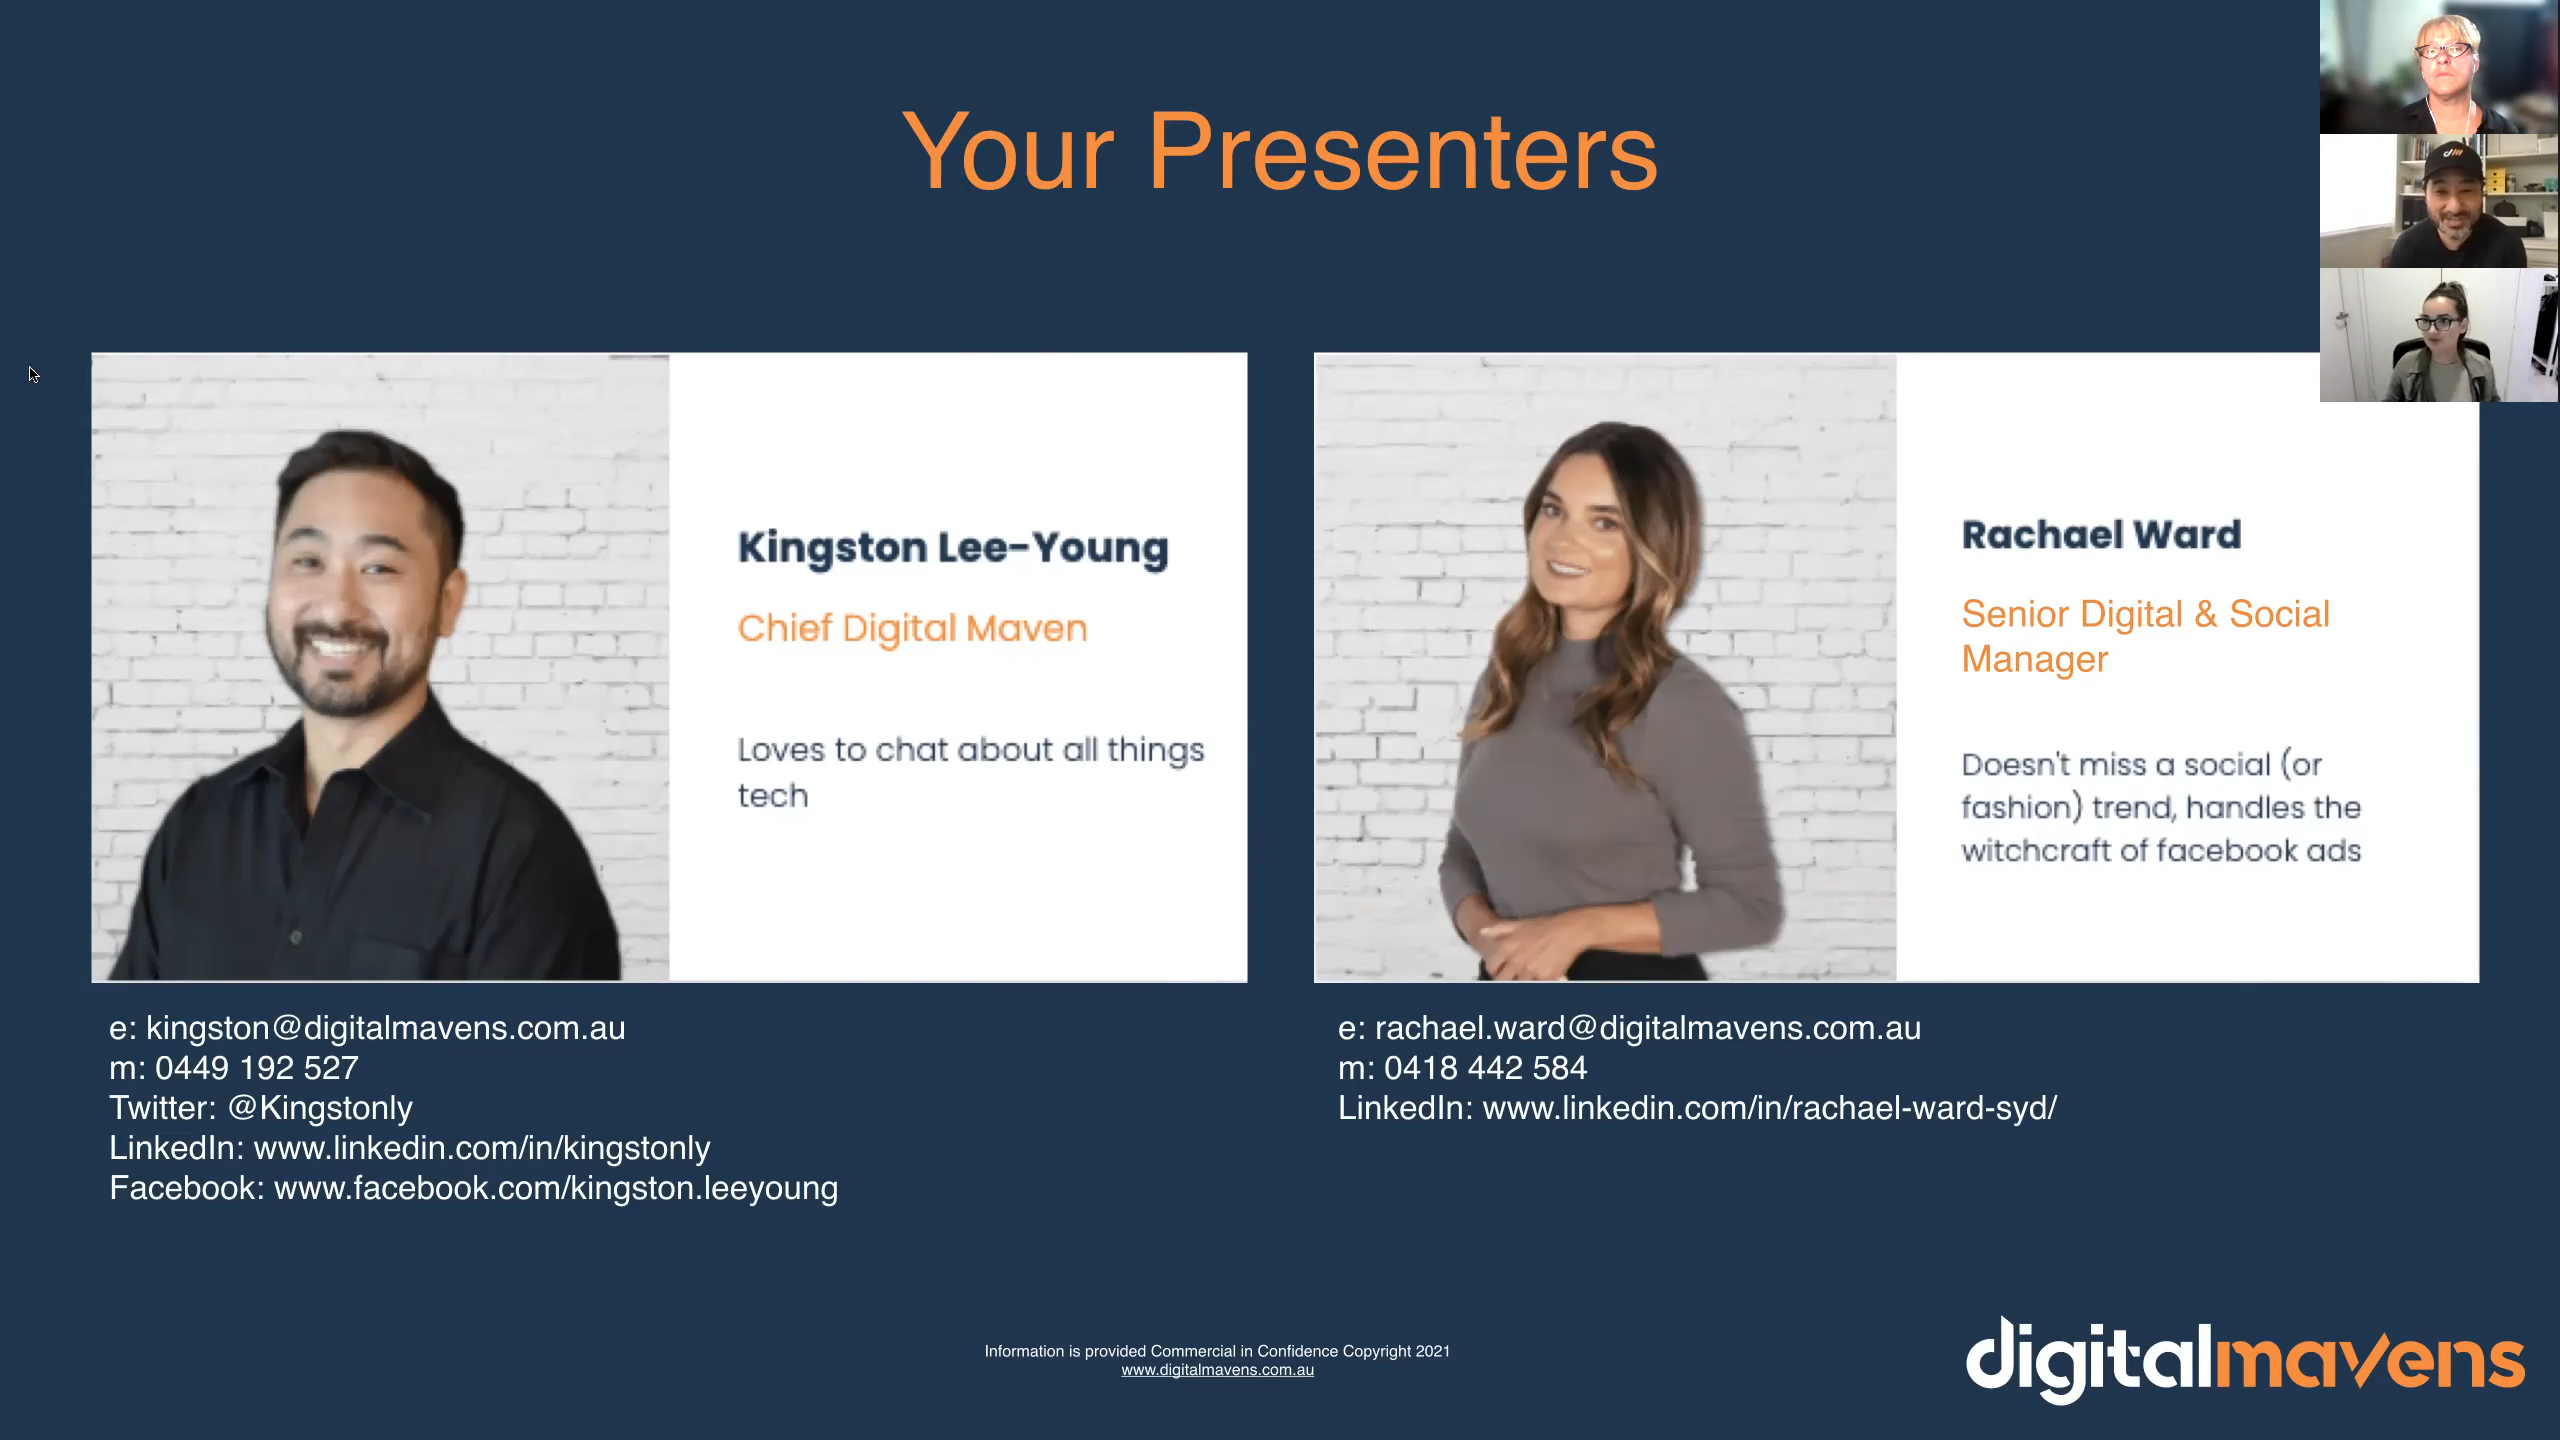 Your Presenters
Kingston Lee-Young
Chief Digital Maven
Loves to chat about all things
tech
e: kingston@digitalmavens.com.au
m: 0449 192 527
Twitter: @Kingstonly
LinkedIn: www.linkedin.com/in/kingstonly
Facebook: www.facebook.com/kingston.leeyoung
Rachael Ward
Senior Digital & Social
Manager
Doesn't miss a social (or
fashion) trend, handles the
witchcraft of facebook ads
e: rachael.ward@digitalmavens.com.au
m: 0418 442 584
LinkedIn: www.linkedin.com/in/rachael-ward-syd/
Information is provided Commercial in Confidence Copyright 2021
www.digitalmavens.com.au
digitalmavens
dm